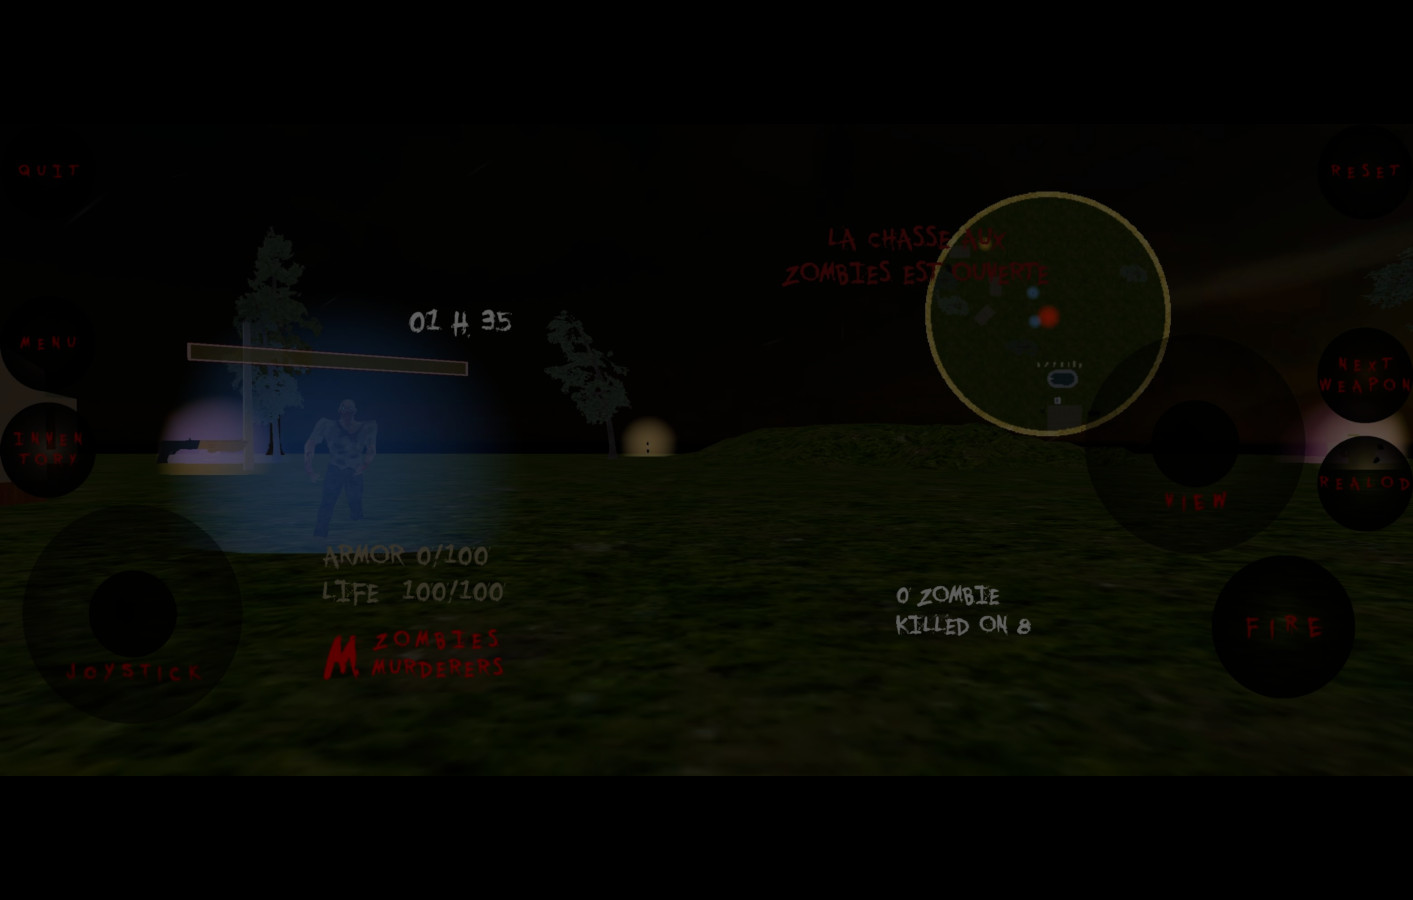 QUIT
RESET
LA CHASSE AUX
ZOMBIES EST OUVERTE
01 H 35
MENU
NEXT
WEAPON
INVEN
TORY
REALOD
VIEW
ARMOR 0/100
LIFE 100/100
0 ZOMBIE
KILLED ON 8
FIRE
M ZOMBIES
MURDERERS
JOYSTICK